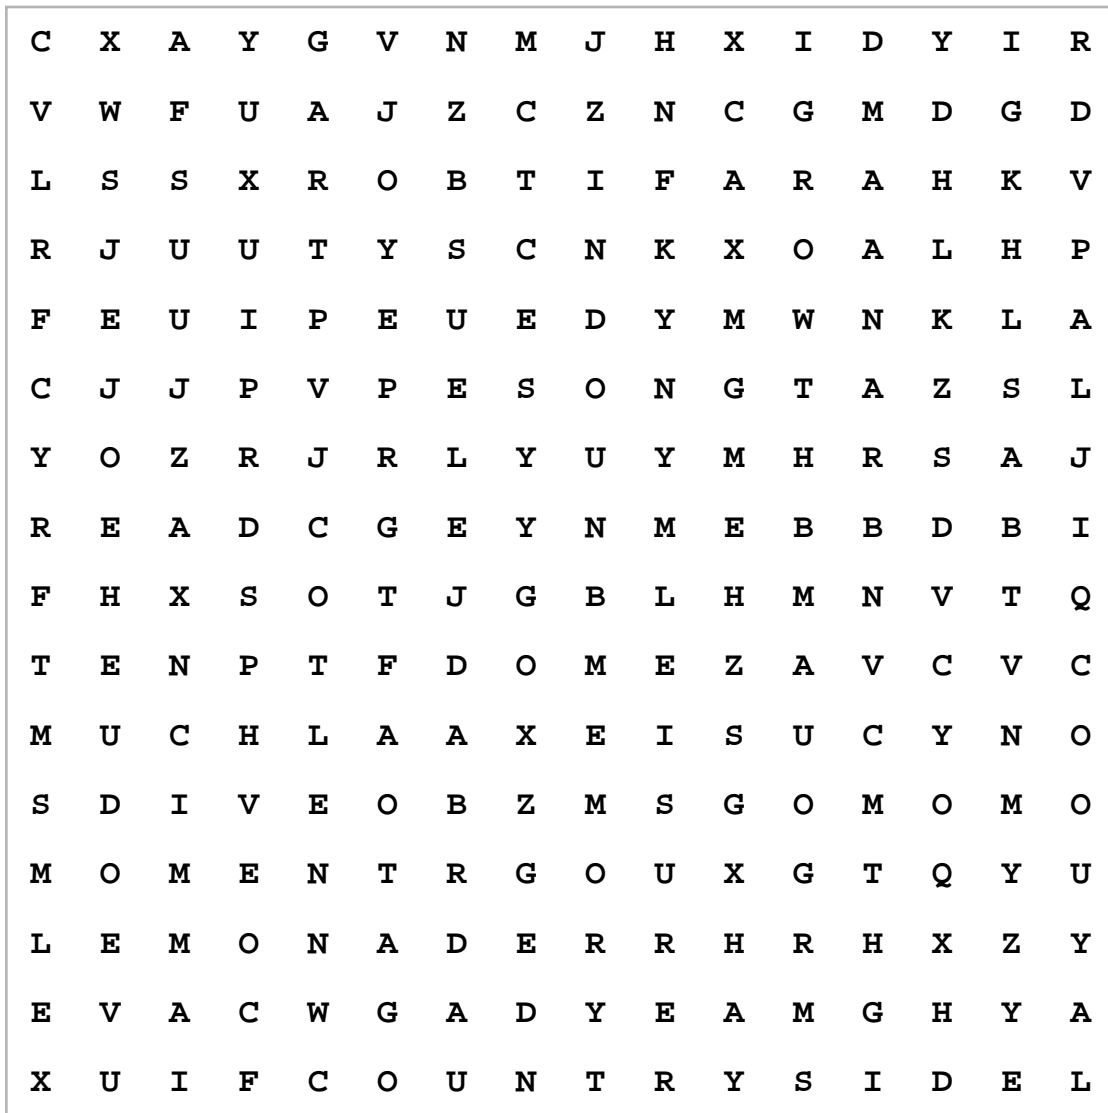 C X A Y G V N M J H X I D Y I R
V W F U A J Z C Z N C G M D G D
L S S X R O B T I F A R A H K V
R J U U T Y S C N K X O A L H P
F E U I P E U E D Y M W N K L A
C J J P V P E S O N G T A Z S L
Y O Z R J R L Y U Y M H R S A J
R E A D C G E Y N M E B B D B I
F H X S O T J G B L H M N V T Q
T E N P T F D O M E Z A V C V C
M U C H L A A X E I S U C Y N O
S D I V E O B Z M S G O M O M O
M O M E N T R G O U X G T Q Y U
L E M O N A D E R R H R H X Z Y
E V A C W G A D Y E A M G H Y A
X U I F C O U N T R Y S I D E L